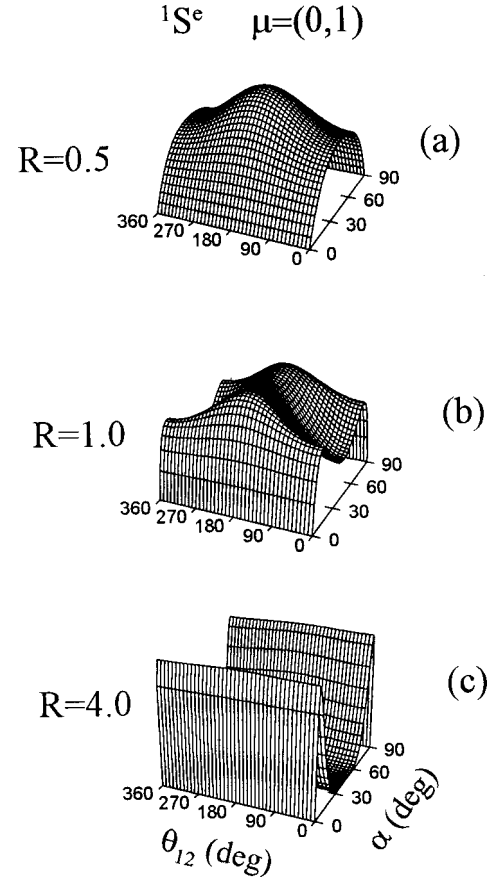 ¹Sᵉ μ=(0,1)
R=0.5
(a)
360 270 180 90 0
0 30 60 90
R=1.0
(b)
360 270 180 90 0
0 30 60 90
R=4.0
(c)
360 270 180 90 0
0 30 60 90
θ₁₂ (deg)
α (deg)